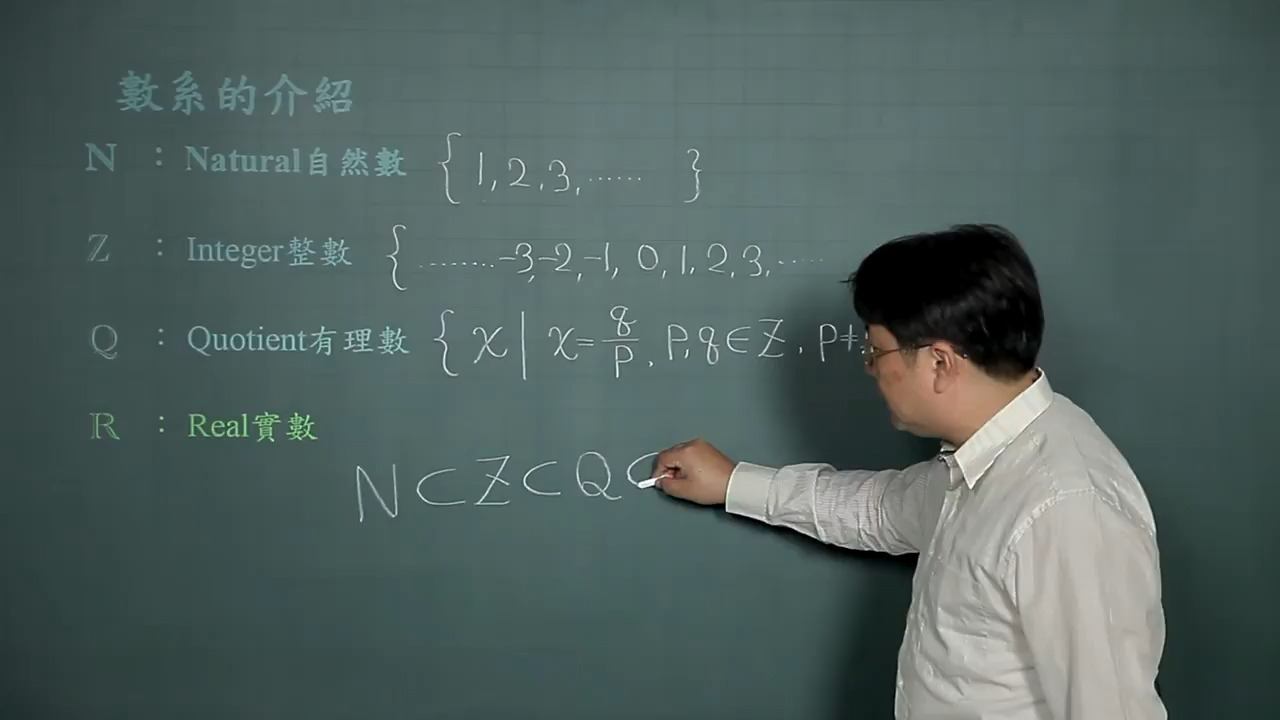 數系的介紹
N : Natural自然數 { 1, 2, 3, ...... }
Z : Integer整數 { ........ -3, -2, -1, 0, 1, 2, 3, .....
Q : Quotient有理數 { x | x = q/p , p, q ∈ Z , p ≠
R : Real實數
N ⊂ Z ⊂ Q ⊂